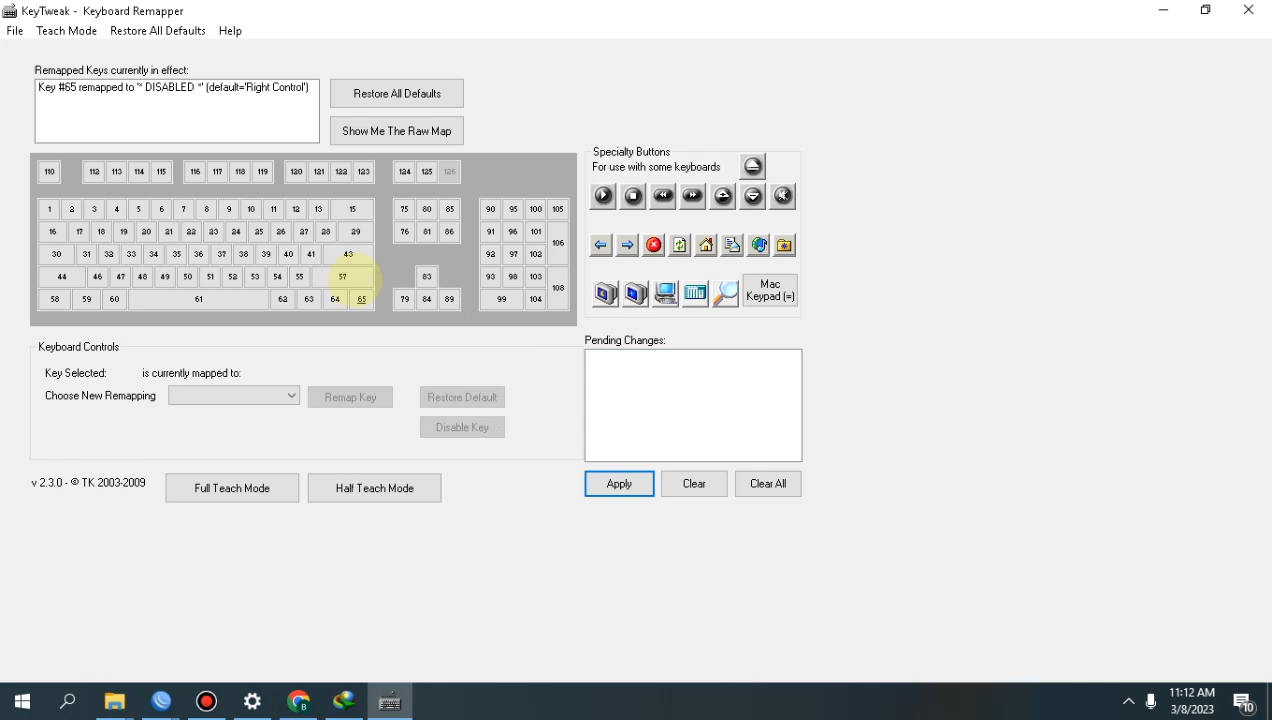 KeyTweak -  Keyboard Remapper
File  Teach Mode  Restore All Defaults  Help
Remapped Keys currently in effect:
Key #65 remapped to '* DISABLED *' (default='Right Control')
Restore All Defaults
Show Me The Raw Map
Specialty Buttons
For use with some keyboards
110 112 113 114 115 116 117 118 119 120 121 122 123 124 125 126
1 2 3 4 5 6 7 8 9 10 11 12 13 15 75 80 85 90 95 100 105
16 17 18 19 20 21 22 23 24 25 26 27 28 29 76 81 86 91 96 101
106
30 31 32 33 34 35 36 37 38 39 40 41 43 92 97 102
44 46 47 48 49 50 51 52 53 54 55 57 83 93 98 103
108
58 59 60 61 62 63 64 65 79 84 89 99 104
Mac
Keypad (=)
Keyboard Controls
Key Selected: is currently mapped to:
Choose New Remapping
Remap Key
Restore Default
Disable Key
Pending Changes:
v 2.3.0 - © TK 2003-2009
Full Teach Mode
Half Teach Mode
Apply
Clear
Clear All
11:12 AM
3/8/2023
10